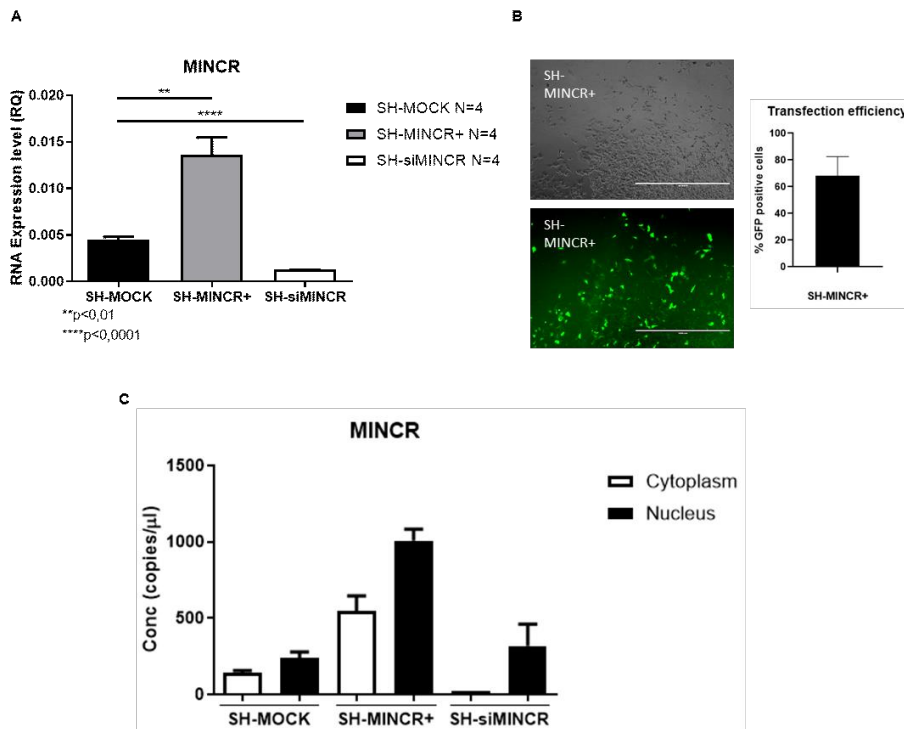 A
MINCR
RNA Expression level (RQ)
0.020
0.015
0.010
0.005
0.000
**
****
SH-MOCK
SH-MINCR+
SH-siMINCR
SH-MOCK N=4
SH-MINCR+ N=4
SH-siMINCR N=4
**p<0,01
****p<0,0001
B
SH-
MINCR+
SH-
MINCR+
Transfection efficiency
% GFP positive cells
100
80
60
40
20
0
SH-MINCR+
C
MINCR
Conc (copies/µl)
1500
1000
500
0
SH-MOCK
SH-MINCR+
SH-siMINCR
Cytoplasm
Nucleus